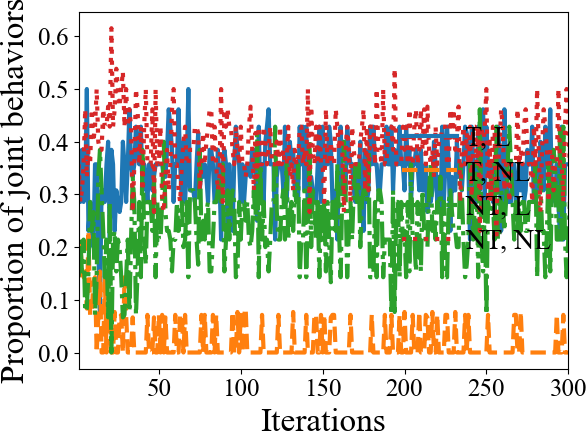 Proportion of joint behaviors
0.6
0.5
0.4
0.3
0.2
0.1
0.0
T, L
T, NL
NT, L
NT, NL
50
100
150
200
250
300
Iterations